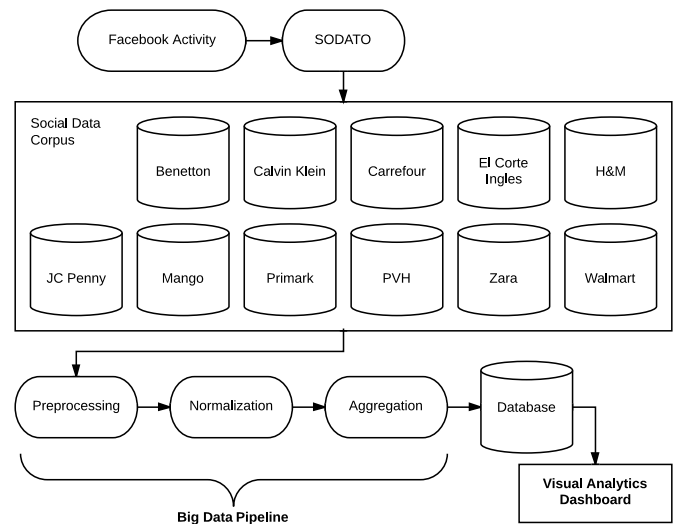 Facebook Activity
SODATO
Social Data
Corpus
Benetton
Calvin Klein
Carrefour
El Corte
Ingles
H&M
JC Penny
Mango
Primark
PVH
Zara
Walmart
Preprocessing
Normalization
Aggregation
Database
Visual Analytics
Dashboard
Big Data Pipeline